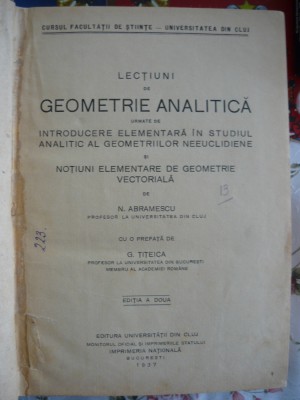 CURSUL FACULTAȚII DE ȘTIINȚE — UNIVERSITATEA DIN CLUJ
LECȚIUNI
DE
GEOMETRIE ANALITICĂ
URMATE DE
INTRODUCERE ELEMENTARĂ ÎN STUDIUL
ANALITIC AL GEOMETRIILOR NEEUCLIDIENE
ȘI
NOȚIUNI ELEMENTARE DE GEOMETRIE
VECTORIALĂ
DE
13
N. ABRAMESCU
PROFESOR LA UNIVERSITATEA DIN CLUJ
223
CU O PREFAȚĂ DE
G. ȚIȚEICA
PROFESOR LA UNIVERSITATEA DIN BUCUREȘTI
MEMBRU AL ACADEMIEI ROMÂNE
EDIȚIA A DOUA
EDITURA UNIVERSITĂȚII DIN CLUJ
MONITORUL OFICIAL ȘI IMPRIMERIILE STATULUI
IMPRIMERIA NAȚIONALĂ
BUCUREȘTI